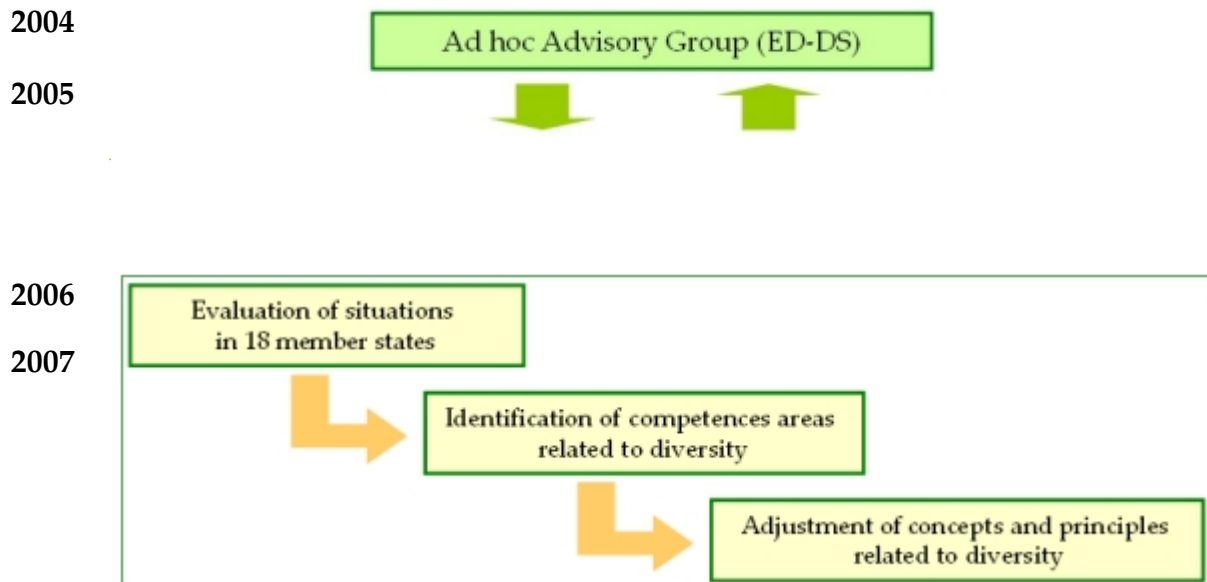 2004
Ad hoc Advisory Group (ED-DS)
2005
2006
Evaluation of situations
in 18 member states
2007
Identification of competences areas
related to diversity
Adjustment of concepts and principles
related to diversity